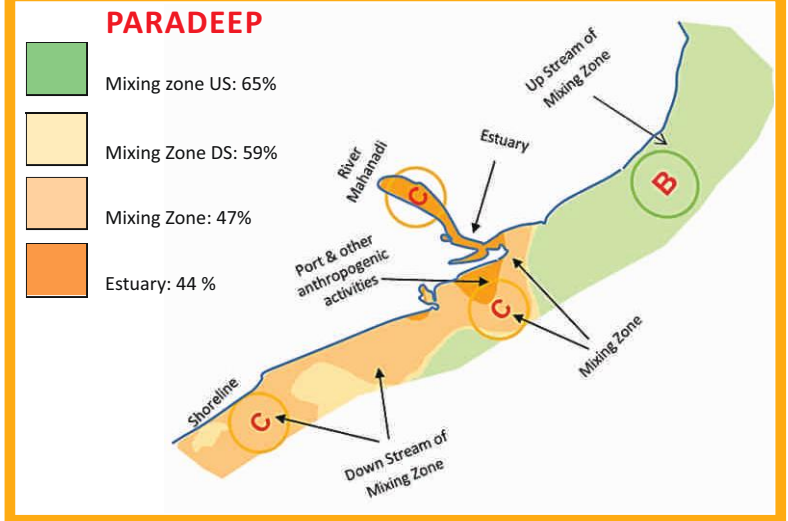 PARADEEP
Mixing zone US: 65%
Mixing Zone DS: 59%
Mixing Zone: 47%
Estuary: 44 %
Up Stream of
Mixing Zone
B
Estuary
River
Mahanadi
C
Port & other
anthropogenic
activities
C
Mixing Zone
Shoreline
C
Down Stream of
Mixing Zone